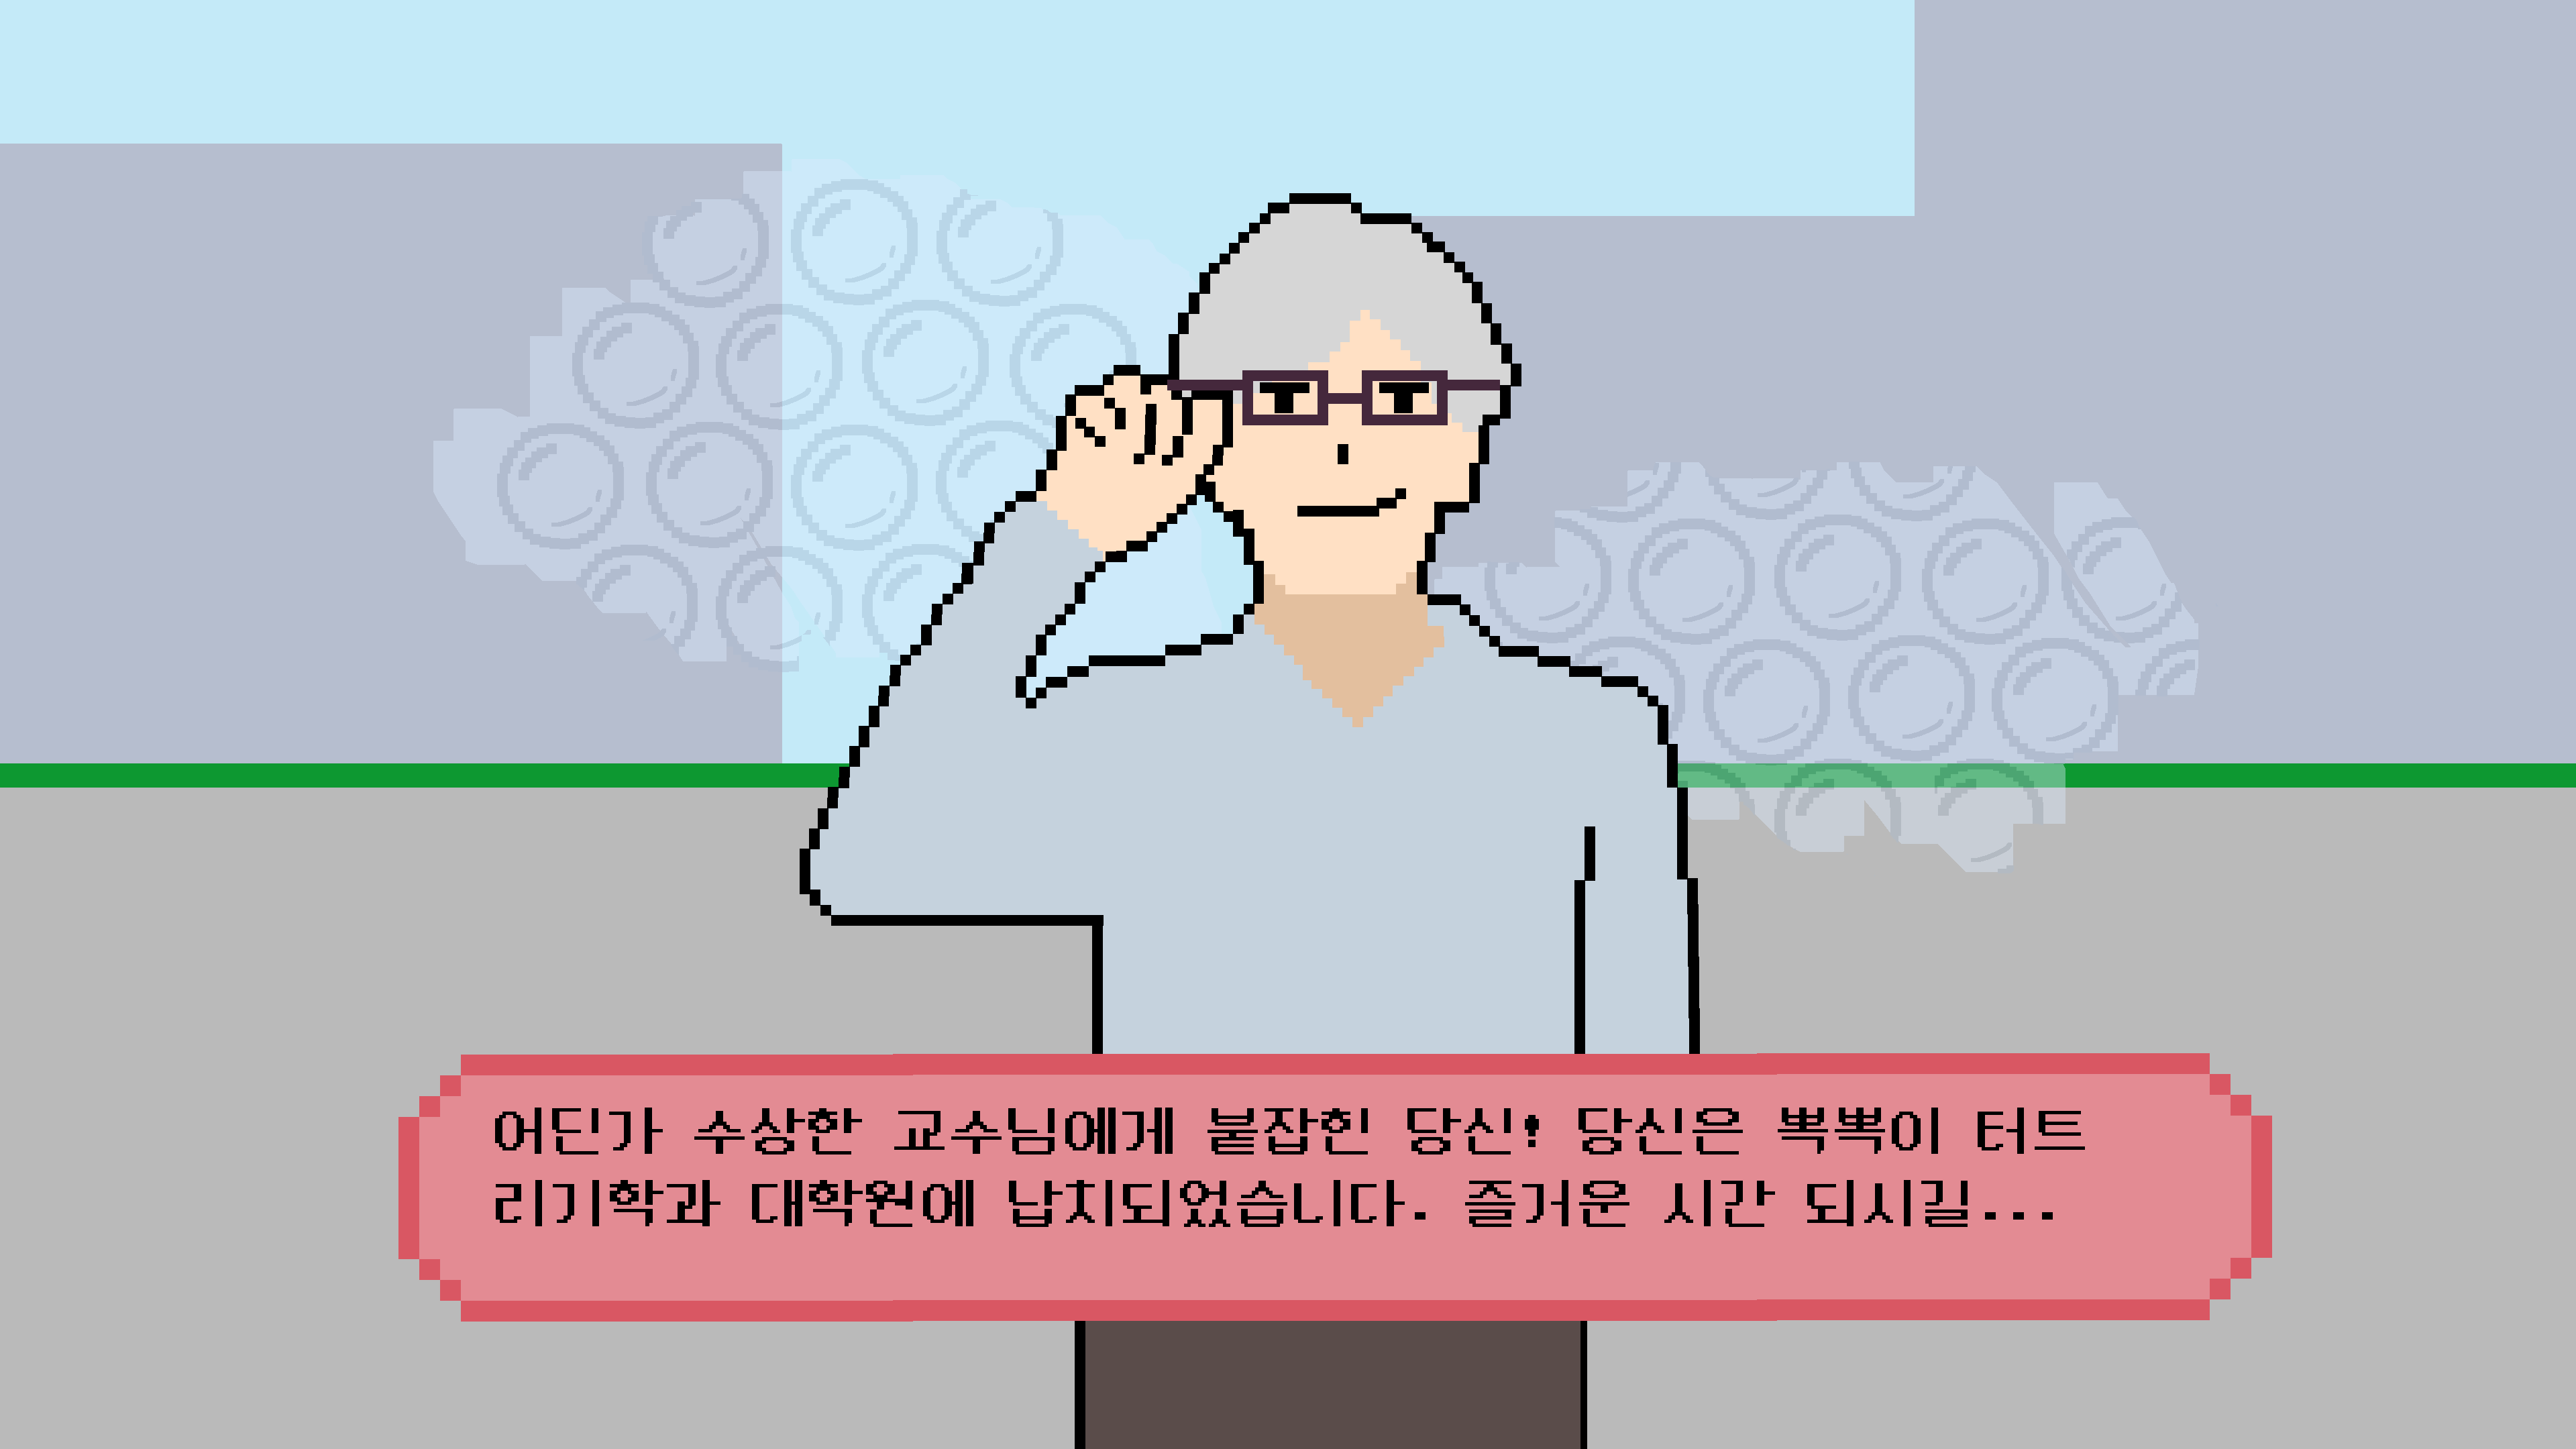 어딘가 수상한 교수님에게 붙잡힌 당신! 당신은 뽁뽁이 터트
리기학과 대학원에 납치되었습니다. 즐거운 시간 되시길...